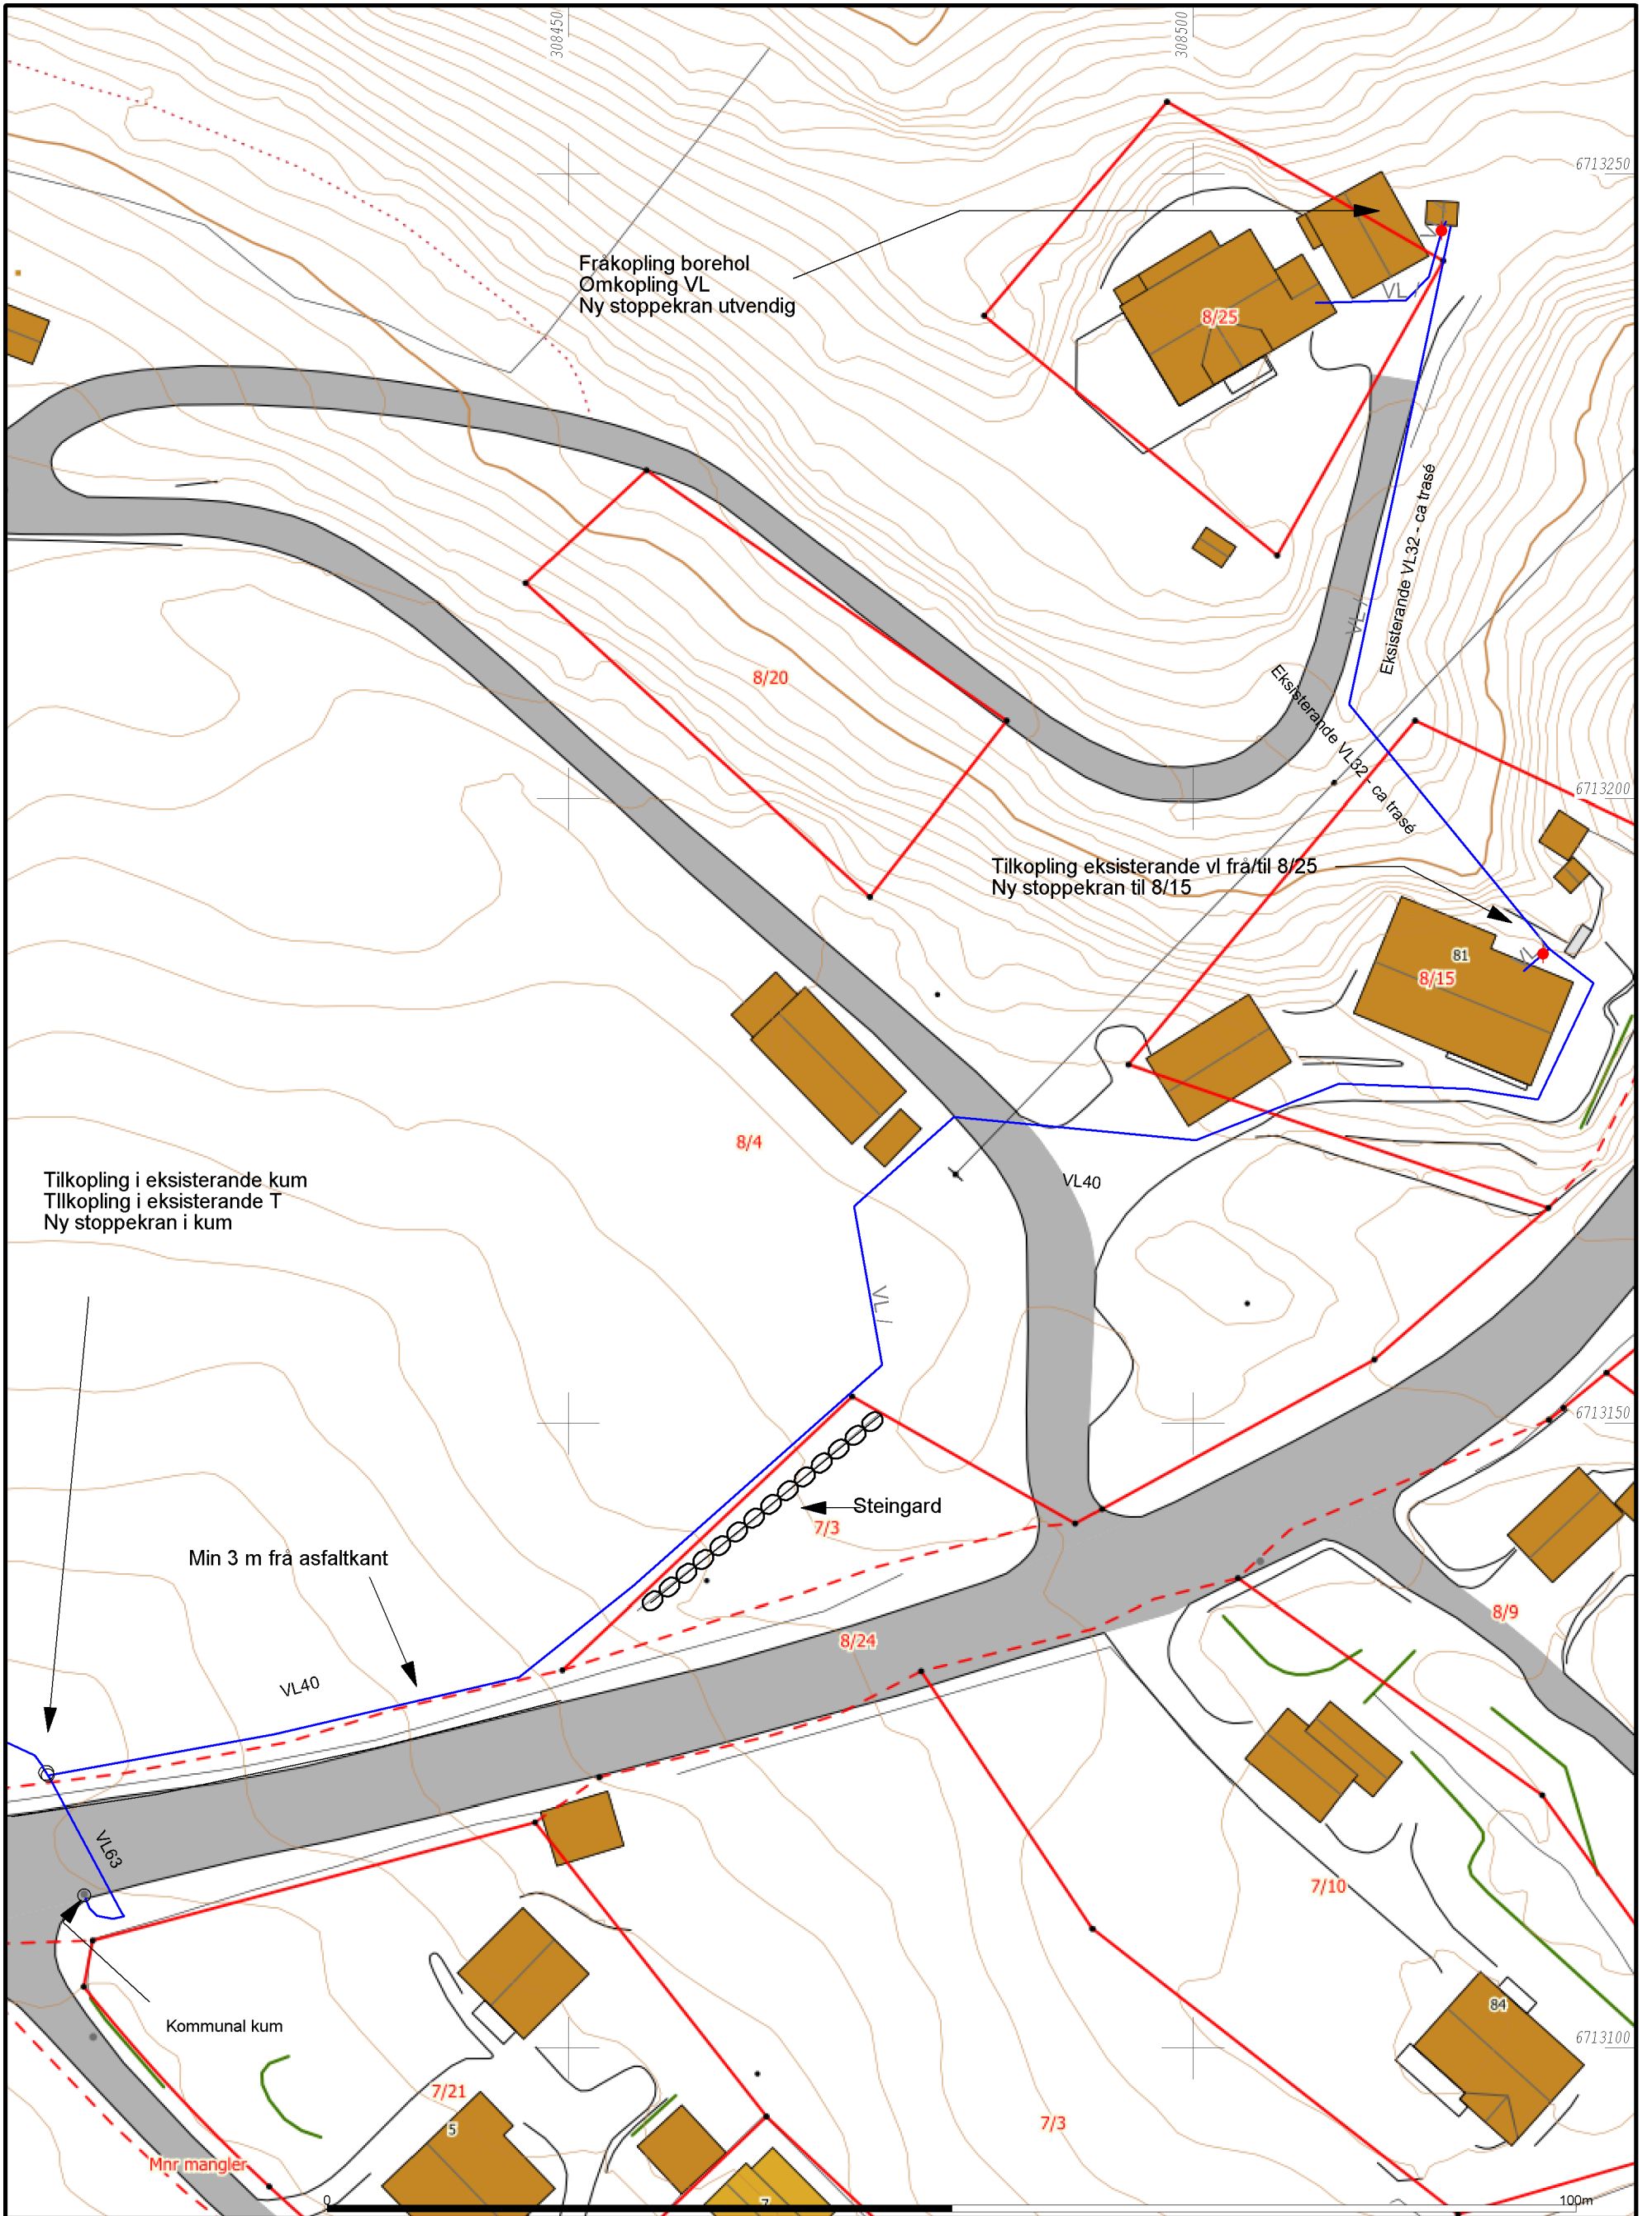 308450
308500
6713250
Fråkopling borehol
Omkopling VL
Ny stoppekran utvendig
VL
8/25
Eksisterande VL32 - ca trasé
VL
8/20
Eksisterande VL32 - ca trasé
6713200
Tilkopling eksisterande vl frå/til 8/25
Ny stoppekran til 8/15
81
8/15
8/4
Tilkopling i eksisterande kum
TIlkopling i eksisterande T
Ny stoppekran i kum
VL40
VL
6713150
Steingard
7/3
Min 3 m frå asfaltkant
8/9
8/24
VL40
VL63
7/10
84
Kommunal kum
6713100
7/21
5
7/3
Mnr mangler
7
0
100m